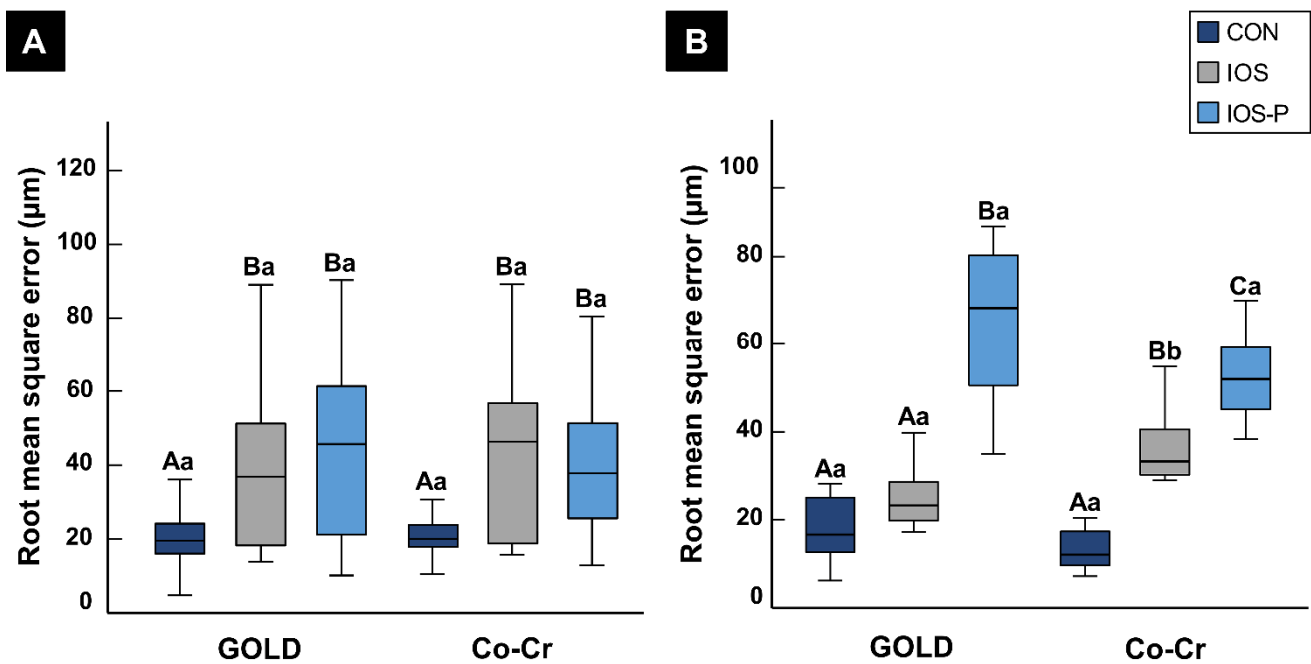 A
Root mean square error (µm)
120
100
80
60
40
20
0
Aa
Ba
Ba
Aa
Ba
Ba
GOLD
Co-Cr
B
CON
IOS
IOS-P
Root mean square error (µm)
100
80
60
40
20
0
Aa
Aa
Ba
Aa
Bb
Ca
GOLD
Co-Cr